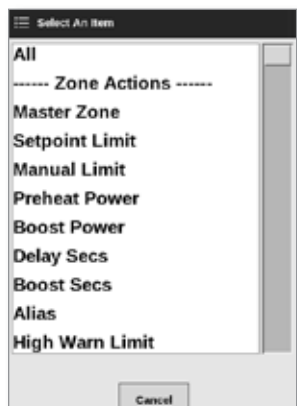 Select An Item
All
------ Zone Actions ------
Master Zone
Setpoint Limit
Manual Limit
Preheat Power
Boost Power
Delay Secs
Boost Secs
Alias
High Warn Limit
Cancel